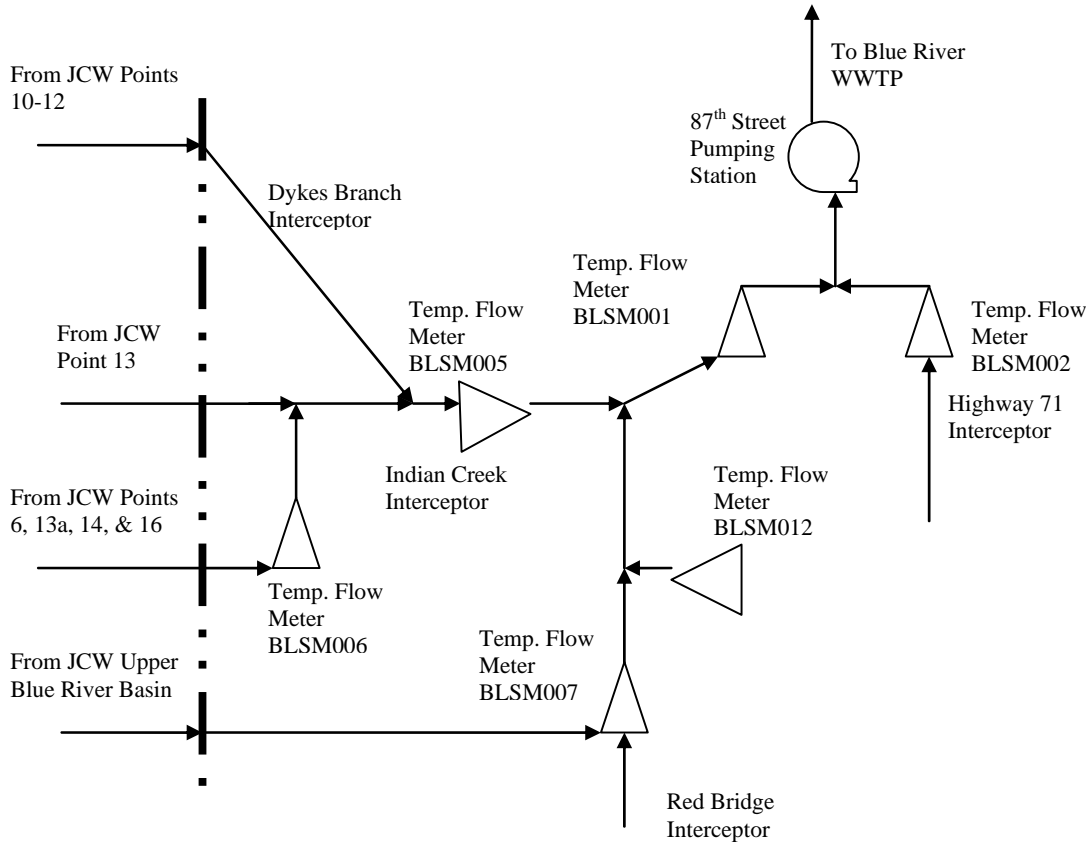 From JCW Points
10-12
To Blue River
WWTP
87th Street
Pumping
Station
Dykes Branch
Interceptor
Temp. Flow
Meter
BLSM001
Temp. Flow
Meter
BLSM005
Temp. Flow
Meter
BLSM002
From JCW
Point 13
Highway 71
Interceptor
Indian Creek
Interceptor
Temp. Flow
Meter
BLSM012
From JCW Points
6, 13a, 14, & 16
Temp. Flow
Meter
BLSM006
Temp. Flow
Meter
BLSM007
From JCW Upper
Blue River Basin
Red Bridge
Interceptor